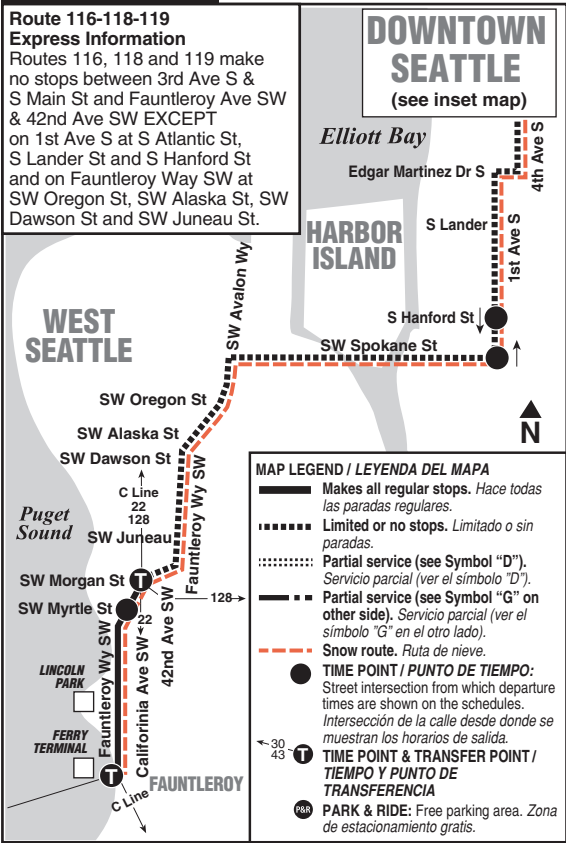 Route 116-118-119
Express Information
Routes 116, 118 and 119 make
no stops between 3rd Ave S &
S Main St and Fauntleroy Ave SW
& 42nd Ave SW EXCEPT
on 1st Ave S at S Atlantic St,
S Lander St and S Hanford St
and on Fauntleroy Way SW at
SW Oregon St, SW Alaska St, SW
Dawson St and SW Juneau St.
DOWNTOWN
SEATTLE
(see inset map)
Elliott Bay
4th Ave S
Edgar Martinez Dr S
S Lander
1st Ave S
HARBOR
ISLAND
SW Avalon Wy
S Hanford St
SW Spokane St
WEST
SEATTLE
N
SW Oregon St
SW Alaska St
SW Dawson St
C Line
22
128
Puget
Sound
SW Juneau
Fauntleroy Wy SW
SW Morgan St
T
128
SW Myrtle St
22
42nd Ave SW
Fauntleroy Wy SW
Califorinia Ave SW
LINCOLN
PARK
FERRY
TERMINAL
T
FAUNTLEROY
C Line
MAP LEGEND / LEYENDA DEL MAPA
Makes all regular stops. Hace todas
las paradas regulares.
Limited or no stops. Limitado o sin
paradas.
Partial service (see Symbol “D”).
Servicio parcial (ver el símbolo ”D”).
Partial service (see Symbol “G” on
other side). Servicio parcial (ver el
símbolo ”G” en el otro lado).
Snow route. Ruta de nieve.
TIME POINT / PUNTO DE TIEMPO:
Street intersection from which departure
times are shown on the schedules.
Intersección de la calle desde donde se
muestran los horarios de salida.
30
43
T
TIME POINT & TRANSFER POINT /
TIEMPO Y PUNTO DE
TRANSFERENCIA
P&R PARK & RIDE: Free parking area. Zona
de estacionamiento gratis.